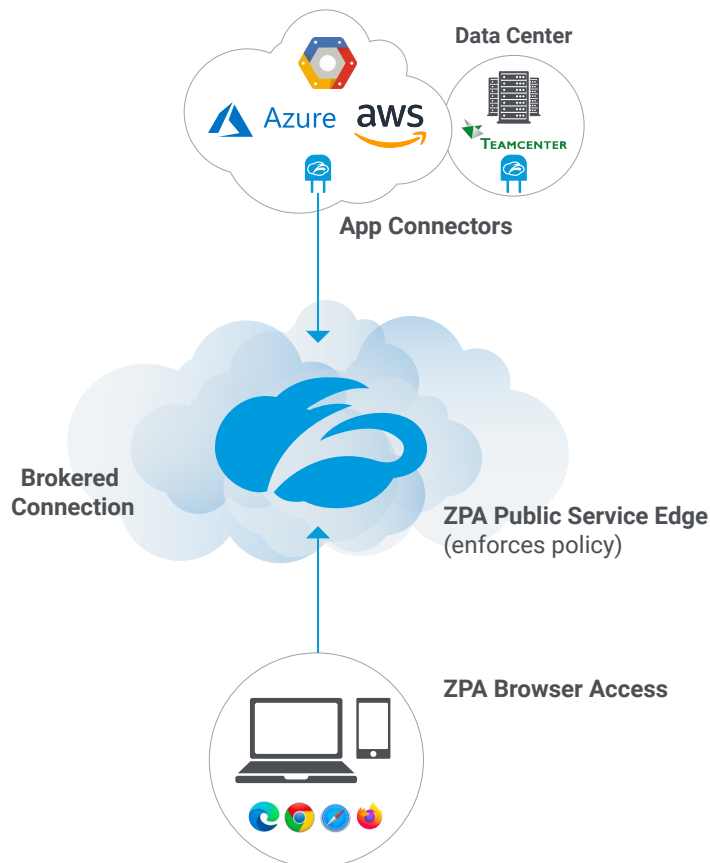 Data Center
Azure
aws
TEAMCENTER
App Connectors
Brokered
Connection
ZPA Public Service Edge
(enforces policy)
ZPA Browser Access